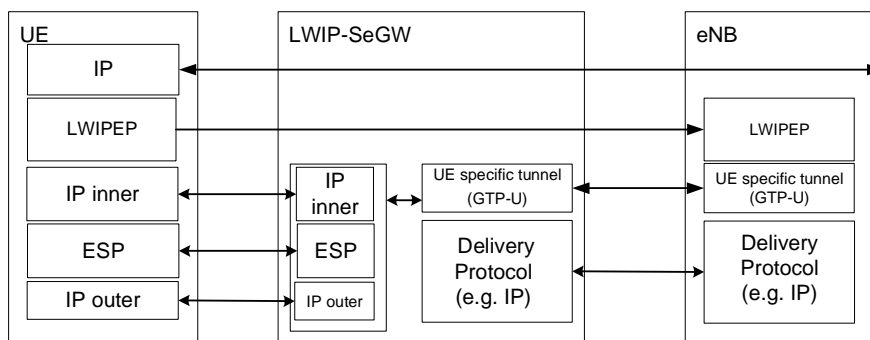 UE
IP
LWIPEP
IP inner
ESP
IP outer
LWIP-SeGW
IP
inner
ESP
IP outer
UE specific tunnel
(GTP-U)
Delivery
Protocol
(e.g. IP)
eNB
LWIPEP
UE specific tunnel
(GTP-U)
Delivery
Protocol
(e.g. IP)